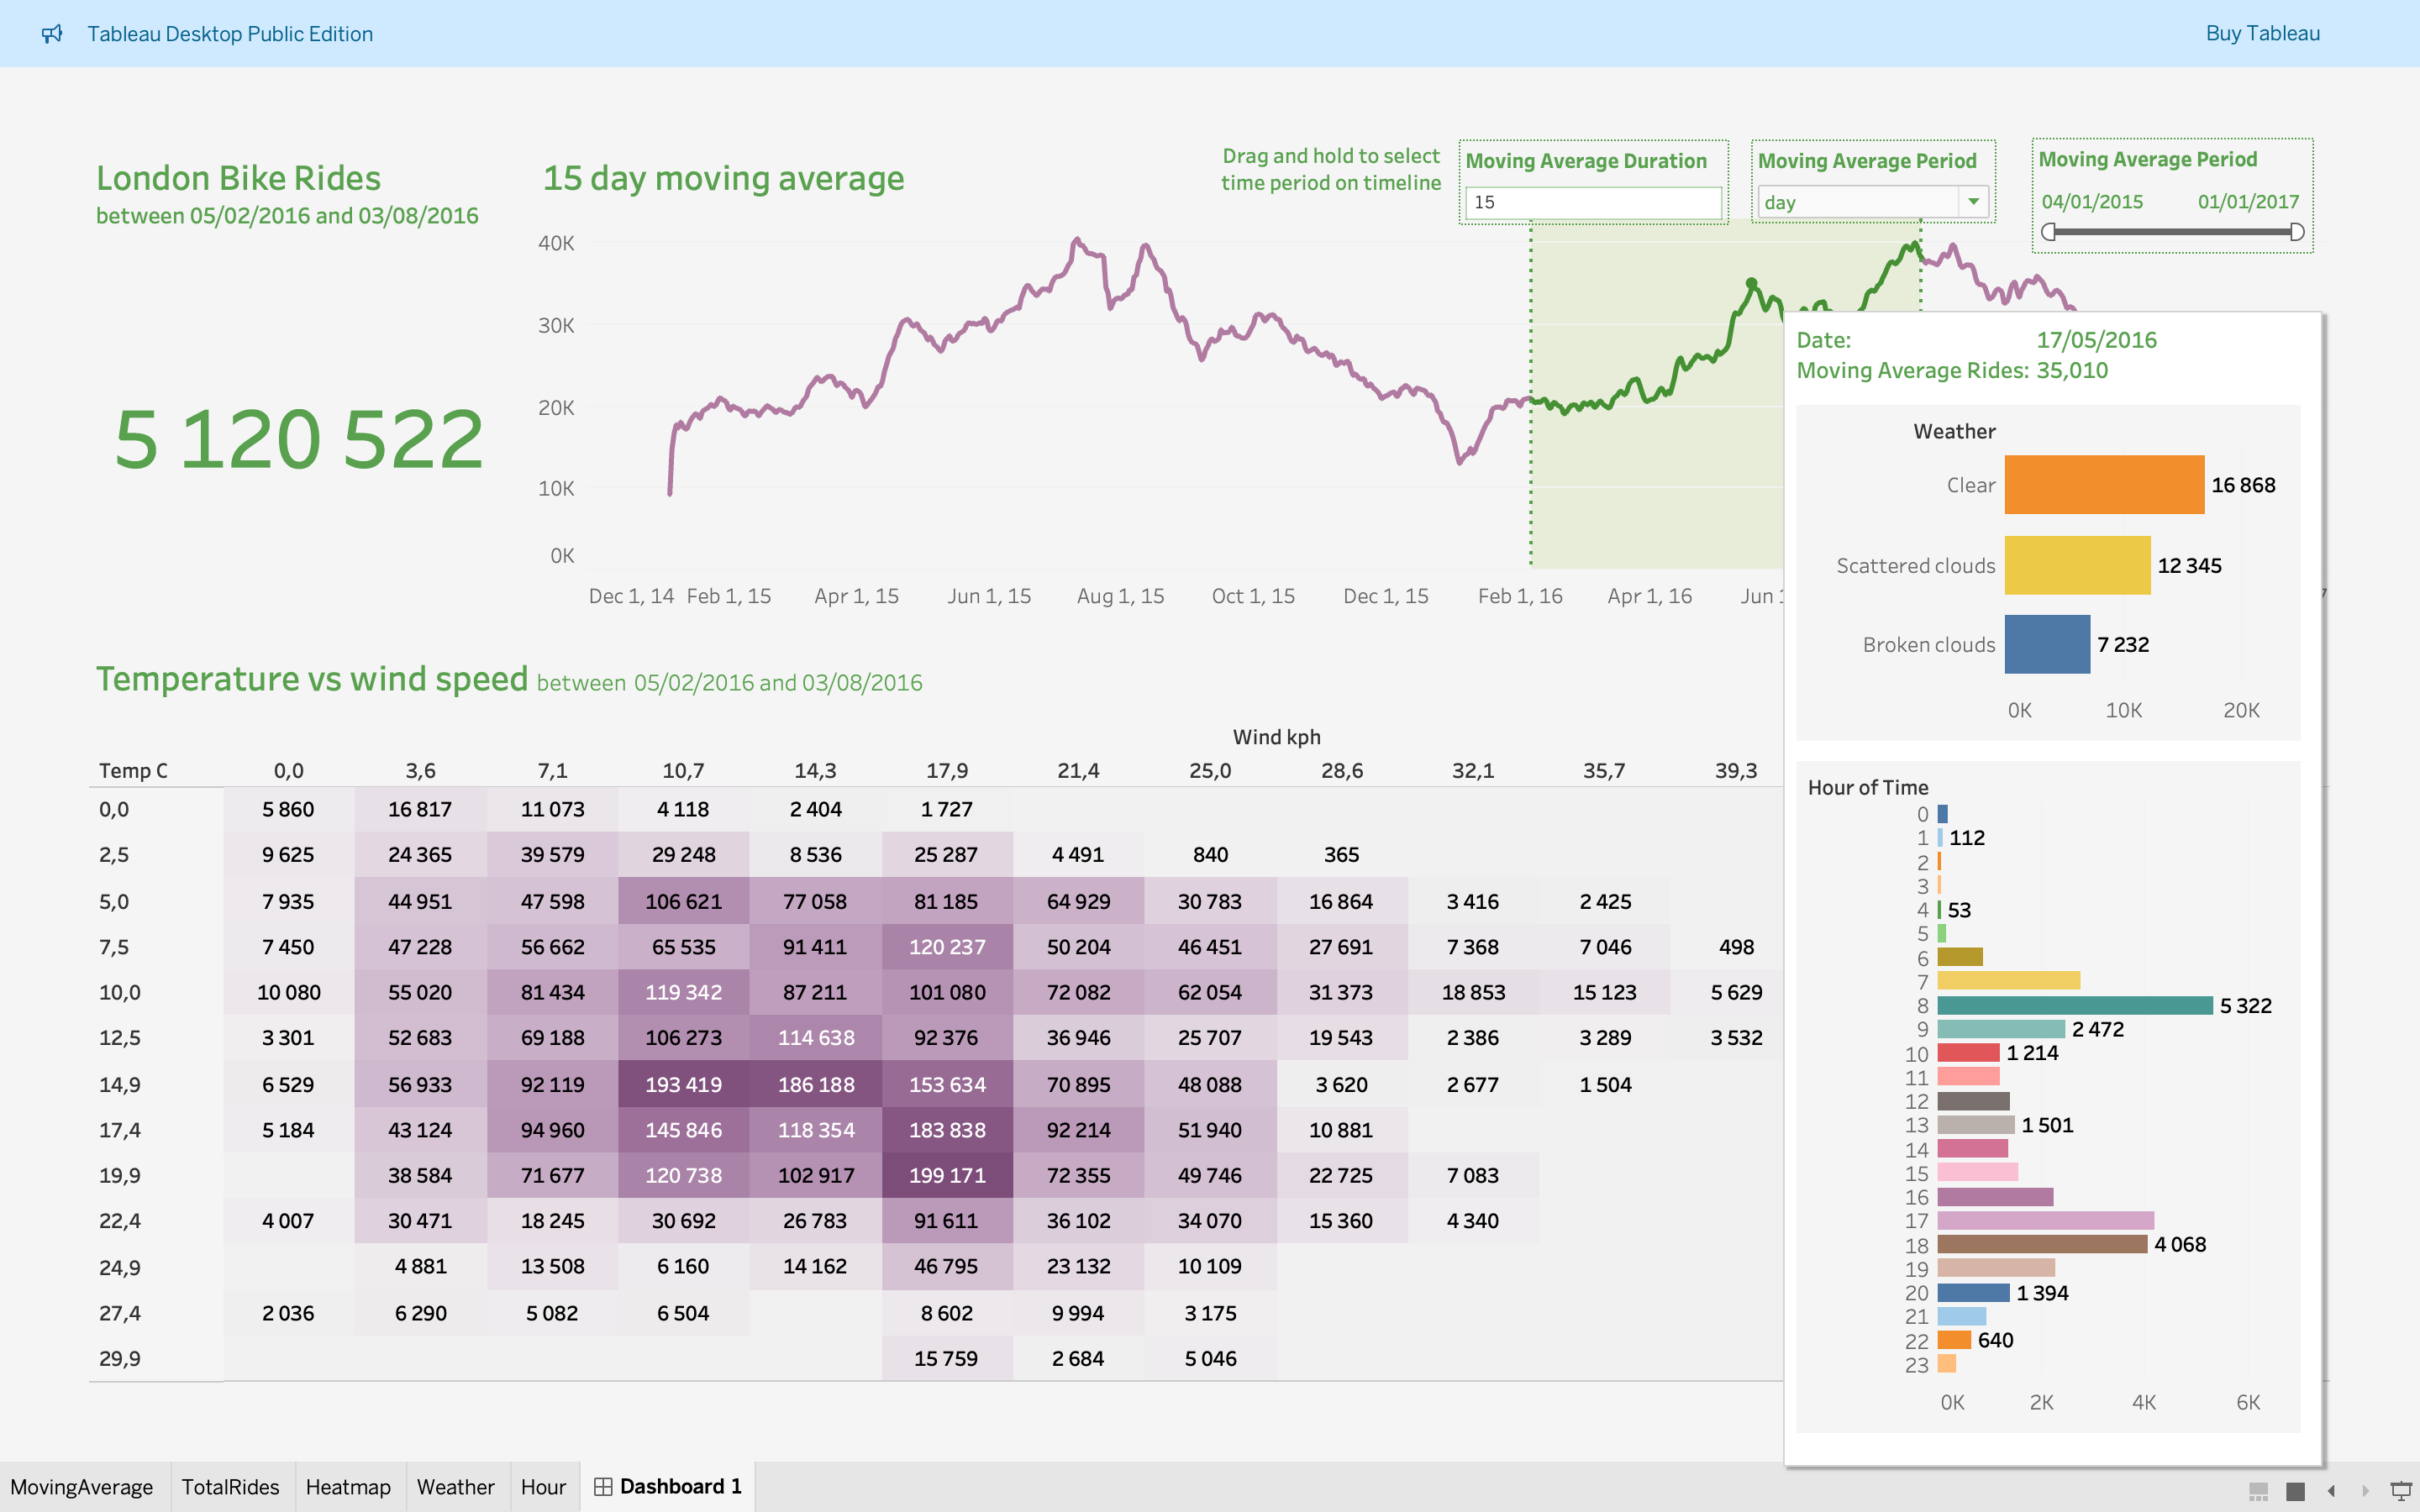 Tableau Desktop Public Edition
Buy Tableau
London Bike Rides
between 05/02/2016 and 03/08/2016
5 120 522
15 day moving average
Drag and hold to select
time period on timeline
Moving Average Duration
15
Moving Average Period
day
Moving Average Period
04/01/2015 01/01/2017
40K
30K
20K
10K
0K
Dec 1, 14 Feb 1, 15 Apr 1, 15 Jun 1, 15 Aug 1, 15 Oct 1, 15 Dec 1, 15 Feb 1, 16 Apr 1, 16 Jun 1
Date: 17/05/2016
Moving Average Rides: 35,010
Weather
Clear 16 868
Scattered clouds 12 345
Broken clouds 7 232
0K 10K 20K
Hour of Time
0
1 112
2
3
4 53
5
6
7
8 5 322
9 2 472
10 1 214
11
12
13 1 501
14
15
16
17
18 4 068
19
20 1 394
21
22 640
23
0K 2K 4K 6K
Temperature vs wind speed between 05/02/2016 and 03/08/2016
Wind kph
Temp C 0,0 3,6 7,1 10,7 14,3 17,9 21,4 25,0 28,6 32,1 35,7 39,3
0,0 5 860 16 817 11 073 4 118 2 404 1 727
2,5 9 625 24 365 39 579 29 248 8 536 25 287 4 491 840 365
5,0 7 935 44 951 47 598 106 621 77 058 81 185 64 929 30 783 16 864 3 416 2 425
7,5 7 450 47 228 56 662 65 535 91 411 120 237 50 204 46 451 27 691 7 368 7 046 498
10,0 10 080 55 020 81 434 119 342 87 211 101 080 72 082 62 054 31 373 18 853 15 123 5 629
12,5 3 301 52 683 69 188 106 273 114 638 92 376 36 946 25 707 19 543 2 386 3 289 3 532
14,9 6 529 56 933 92 119 193 419 186 188 153 634 70 895 48 088 3 620 2 677 1 504
17,4 5 184 43 124 94 960 145 846 118 354 183 838 92 214 51 940 10 881
19,9 38 584 71 677 120 738 102 917 199 171 72 355 49 746 22 725 7 083
22,4 4 007 30 471 18 245 30 692 26 783 91 611 36 102 34 070 15 360 4 340
24,9 4 881 13 508 6 160 14 162 46 795 23 132 10 109
27,4 2 036 6 290 5 082 6 504 8 602 9 994 3 175
29,9 15 759 2 684 5 046
MovingAverage TotalRides Heatmap Weather Hour Dashboard 1